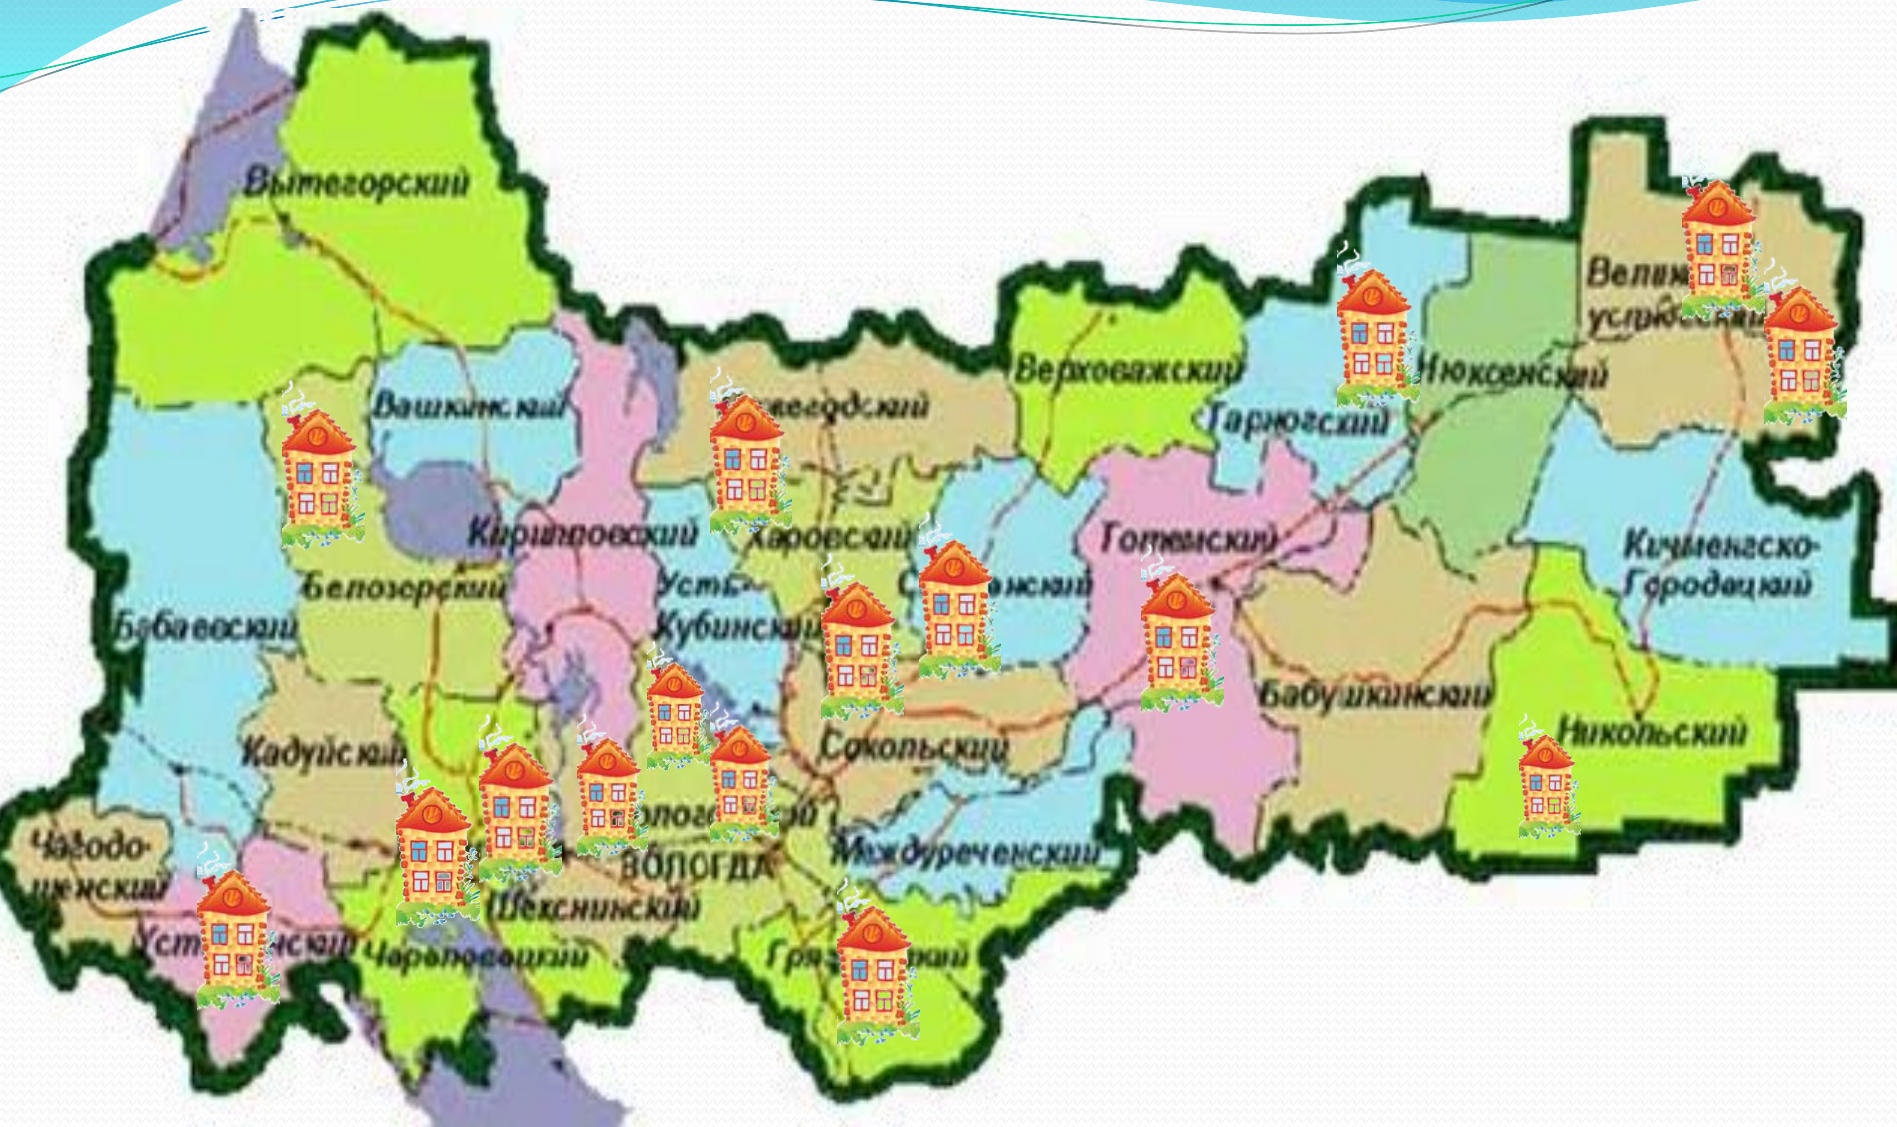 Вытегорский
Вашкинский
Верховажский
Тарногский
Нюксенский
Кирилловский
Харовский
Тотемский
Кичменгско-
Городецкий
Белозерский
Усть-
Кубинский
Бабаевский
Бабушкинский
Никольский
Кадуйский
Сокольский
Междуреченский
ВОЛОГДА
Чагодо-
щенский
Шекснинский
Череповецкий